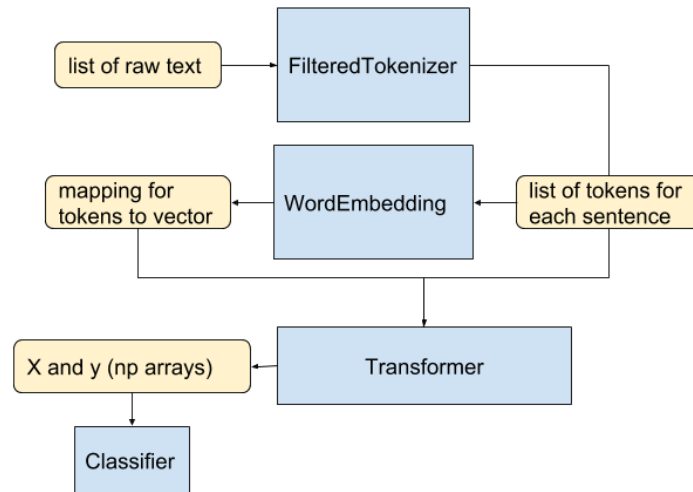 list of raw text
FilteredTokenizer
mapping for
tokens to vector
WordEmbedding
list of tokens for
each sentence
X and y (np arrays)
Transformer
Classifier